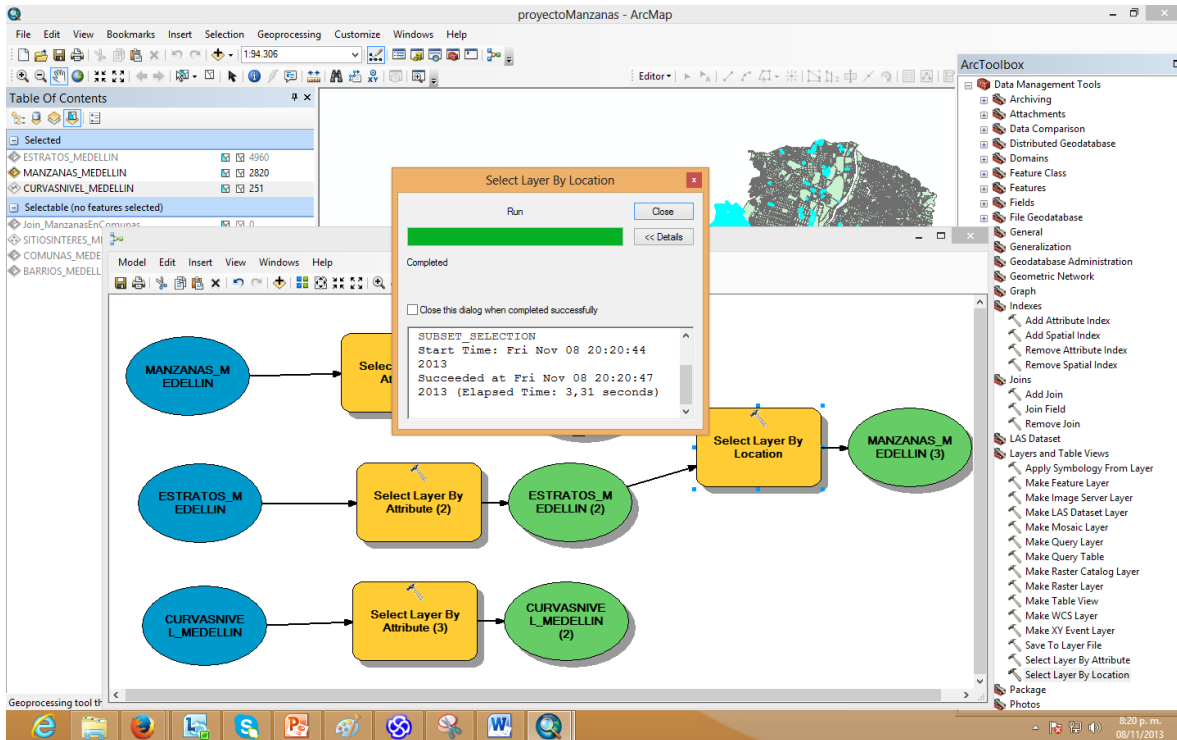 proyectoManzanas - ArcMap
File Edit View Bookmarks Insert Selection Geoprocessing Customize Windows Help
1:94.306
Editor
Table Of Contents
Selected
ESTRATOS_MEDELLIN 4960
MANZANAS_MEDELLIN 2820
CURVASNIVEL_MEDELLIN 251
Selectable (no features selected)
Join_ManzanasEnComunas 0
SITIOSINTERES_M
COMUNAS_MEDE
BARRIOS_MEDELL
Model Edit Insert View Windows Help
MANZANAS_M
EDELLIN
Selec
At
ESTRATOS_M
EDELLIN
Select Layer By
Attribute (2)
ESTRATOS_M
EDELLIN (2)
Select Layer By
Location
MANZANAS_M
EDELLIN (3)
CURVASNIVE
L_MEDELLIN
Select Layer By
Attribute (3)
CURVASNIVE
L_MEDELLIN
(2)
Select Layer By Location
Run
Close
<< Details
Completed
Close this dialog when completed successfully
SUBSET_SELECTION
Start Time: Fri Nov 08 20:20:44
2013
Succeeded at Fri Nov 08 20:20:47
2013 (Elapsed Time: 3,31 seconds)
ArcToolbox
Data Management Tools
Archiving
Attachments
Data Comparison
Distributed Geodatabase
Domains
Feature Class
Features
Fields
File Geodatabase
General
Generalization
Geodatabase Administration
Geometric Network
Graph
Indexes
Add Attribute Index
Add Spatial Index
Remove Attribute Index
Remove Spatial Index
Joins
Add Join
Join Field
Remove Join
LAS Dataset
Layers and Table Views
Apply Symbology From Layer
Make Feature Layer
Make Image Server Layer
Make LAS Dataset Layer
Make Mosaic Layer
Make Query Layer
Make Query Table
Make Raster Catalog Layer
Make Raster Layer
Make Table View
Make WCS Layer
Make XY Event Layer
Save To Layer File
Select Layer By Attribute
Select Layer By Location
Package
Photos
Geoprocessing tool th
8:20 p. m.
08/11/2013